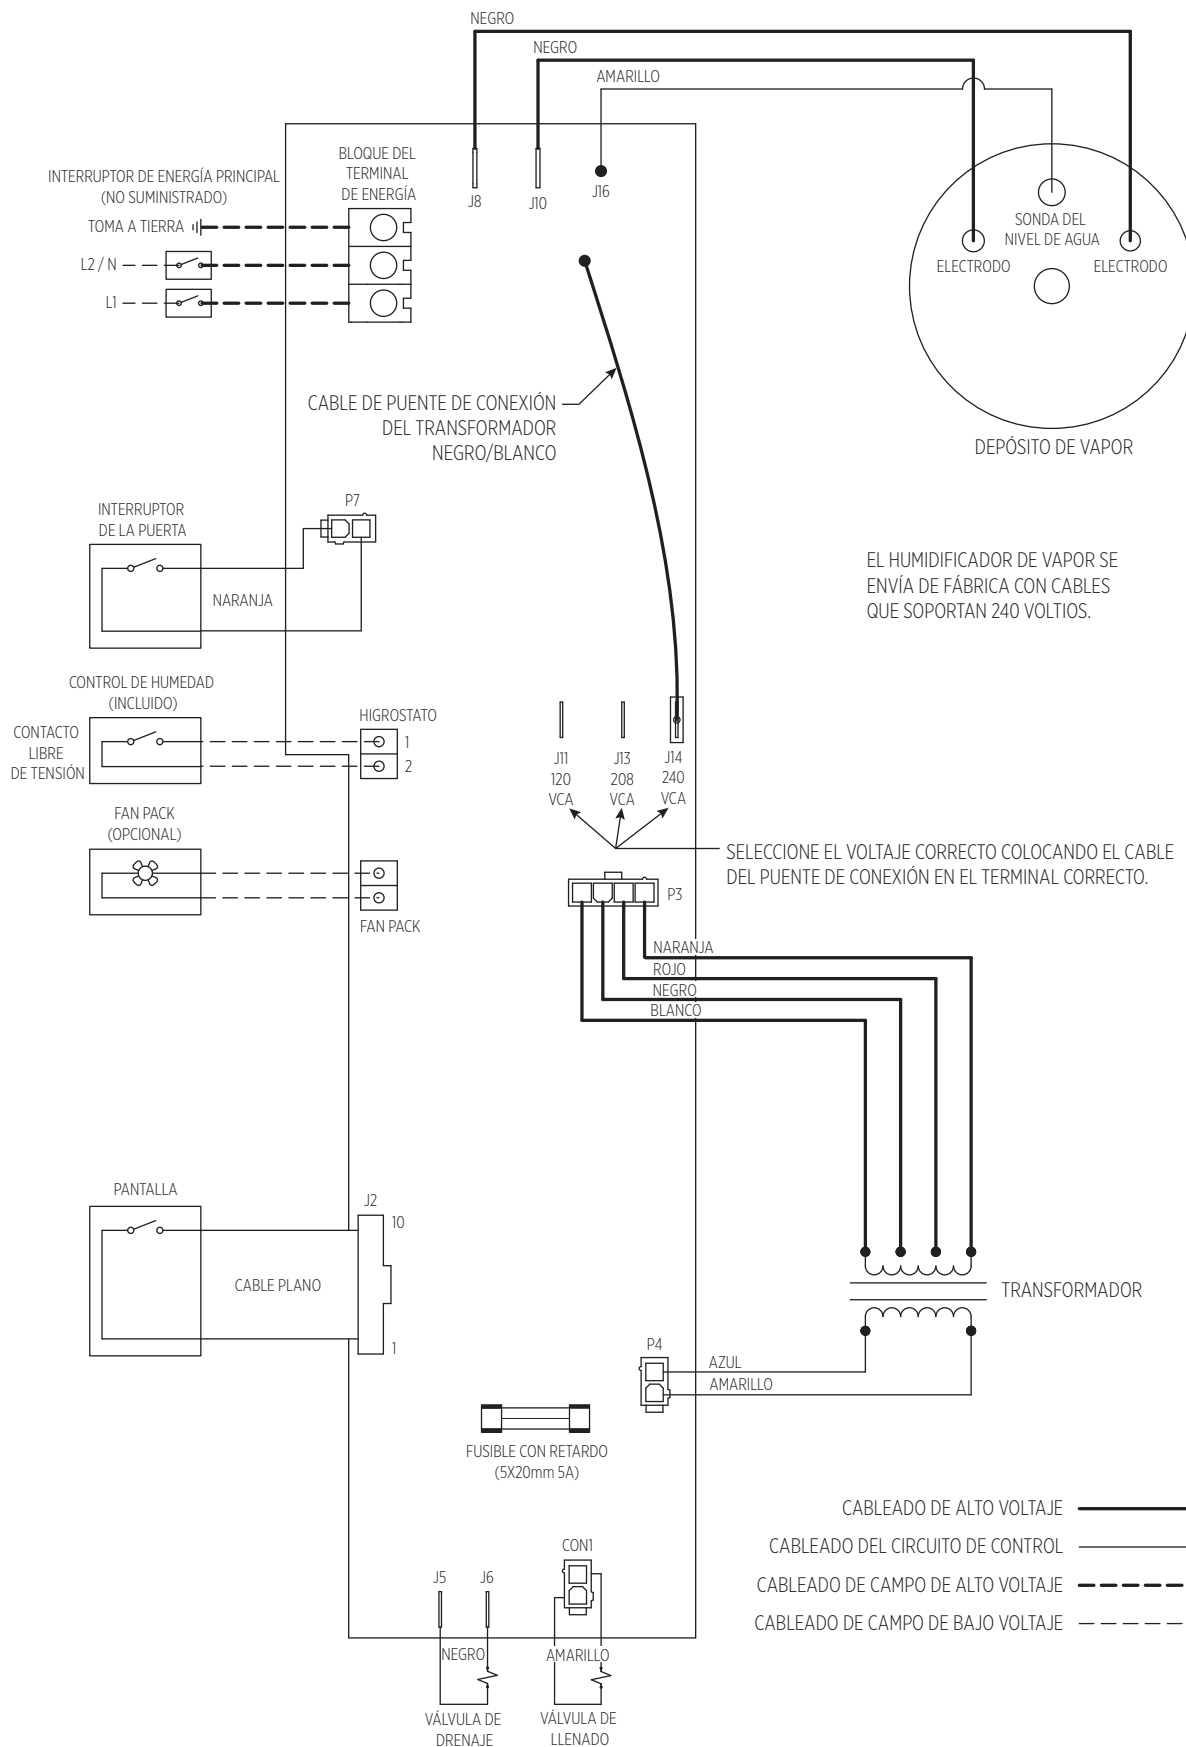 NEGRO
NEGRO
AMARILLO
INTERRUPTOR DE ENERGÍA PRINCIPAL
(NO SUMINISTRADO)
TOMA A TIERRA
L2 / N
L1
BLOQUE DEL
TERMINAL
DE ENERGÍA
J8
J10
J16
SONDA DEL
NIVEL DE AGUA
ELECTRODO
ELECTRODO
DEPÓSITO DE VAPOR
CABLE DE PUENTE DE CONEXIÓN
DEL TRANSFORMADOR
NEGRO/BLANCO
INTERRUPTOR
DE LA PUERTA
P7
NARANJA
EL HUMIDIFICADOR DE VAPOR SE
ENVÍA DE FÁBRICA CON CABLES
QUE SOPORTAN 240 VOLTIOS.
CONTROL DE HUMEDAD
(INCLUIDO)
CONTACTO
LIBRE
DE TENSIÓN
HIGROSTATO
1
2
J11
120
VCA
J13
208
VCA
J14
240
VCA
FAN PACK
(OPCIONAL)
FAN PACK
SELECCIONE EL VOLTAJE CORRECTO COLOCANDO EL CABLE
DEL PUENTE DE CONEXIÓN EN EL TERMINAL CORRECTO.
P3
NARANJA
ROJO
NEGRO
BLANCO
PANTALLA
J2
10
CABLE PLANO
1
TRANSFORMADOR
P4
AZUL
AMARILLO
FUSIBLE CON RETARDO
(5X20mm 5A)
CABLEADO DE ALTO VOLTAJE
CABLEADO DEL CIRCUITO DE CONTROL
CABLEADO DE CAMPO DE ALTO VOLTAJE
CABLEADO DE CAMPO DE BAJO VOLTAJE
J5
J6
CON1
NEGRO
AMARILLO
VÁLVULA DE
DRENAJE
VÁLVULA DE
LLENADO